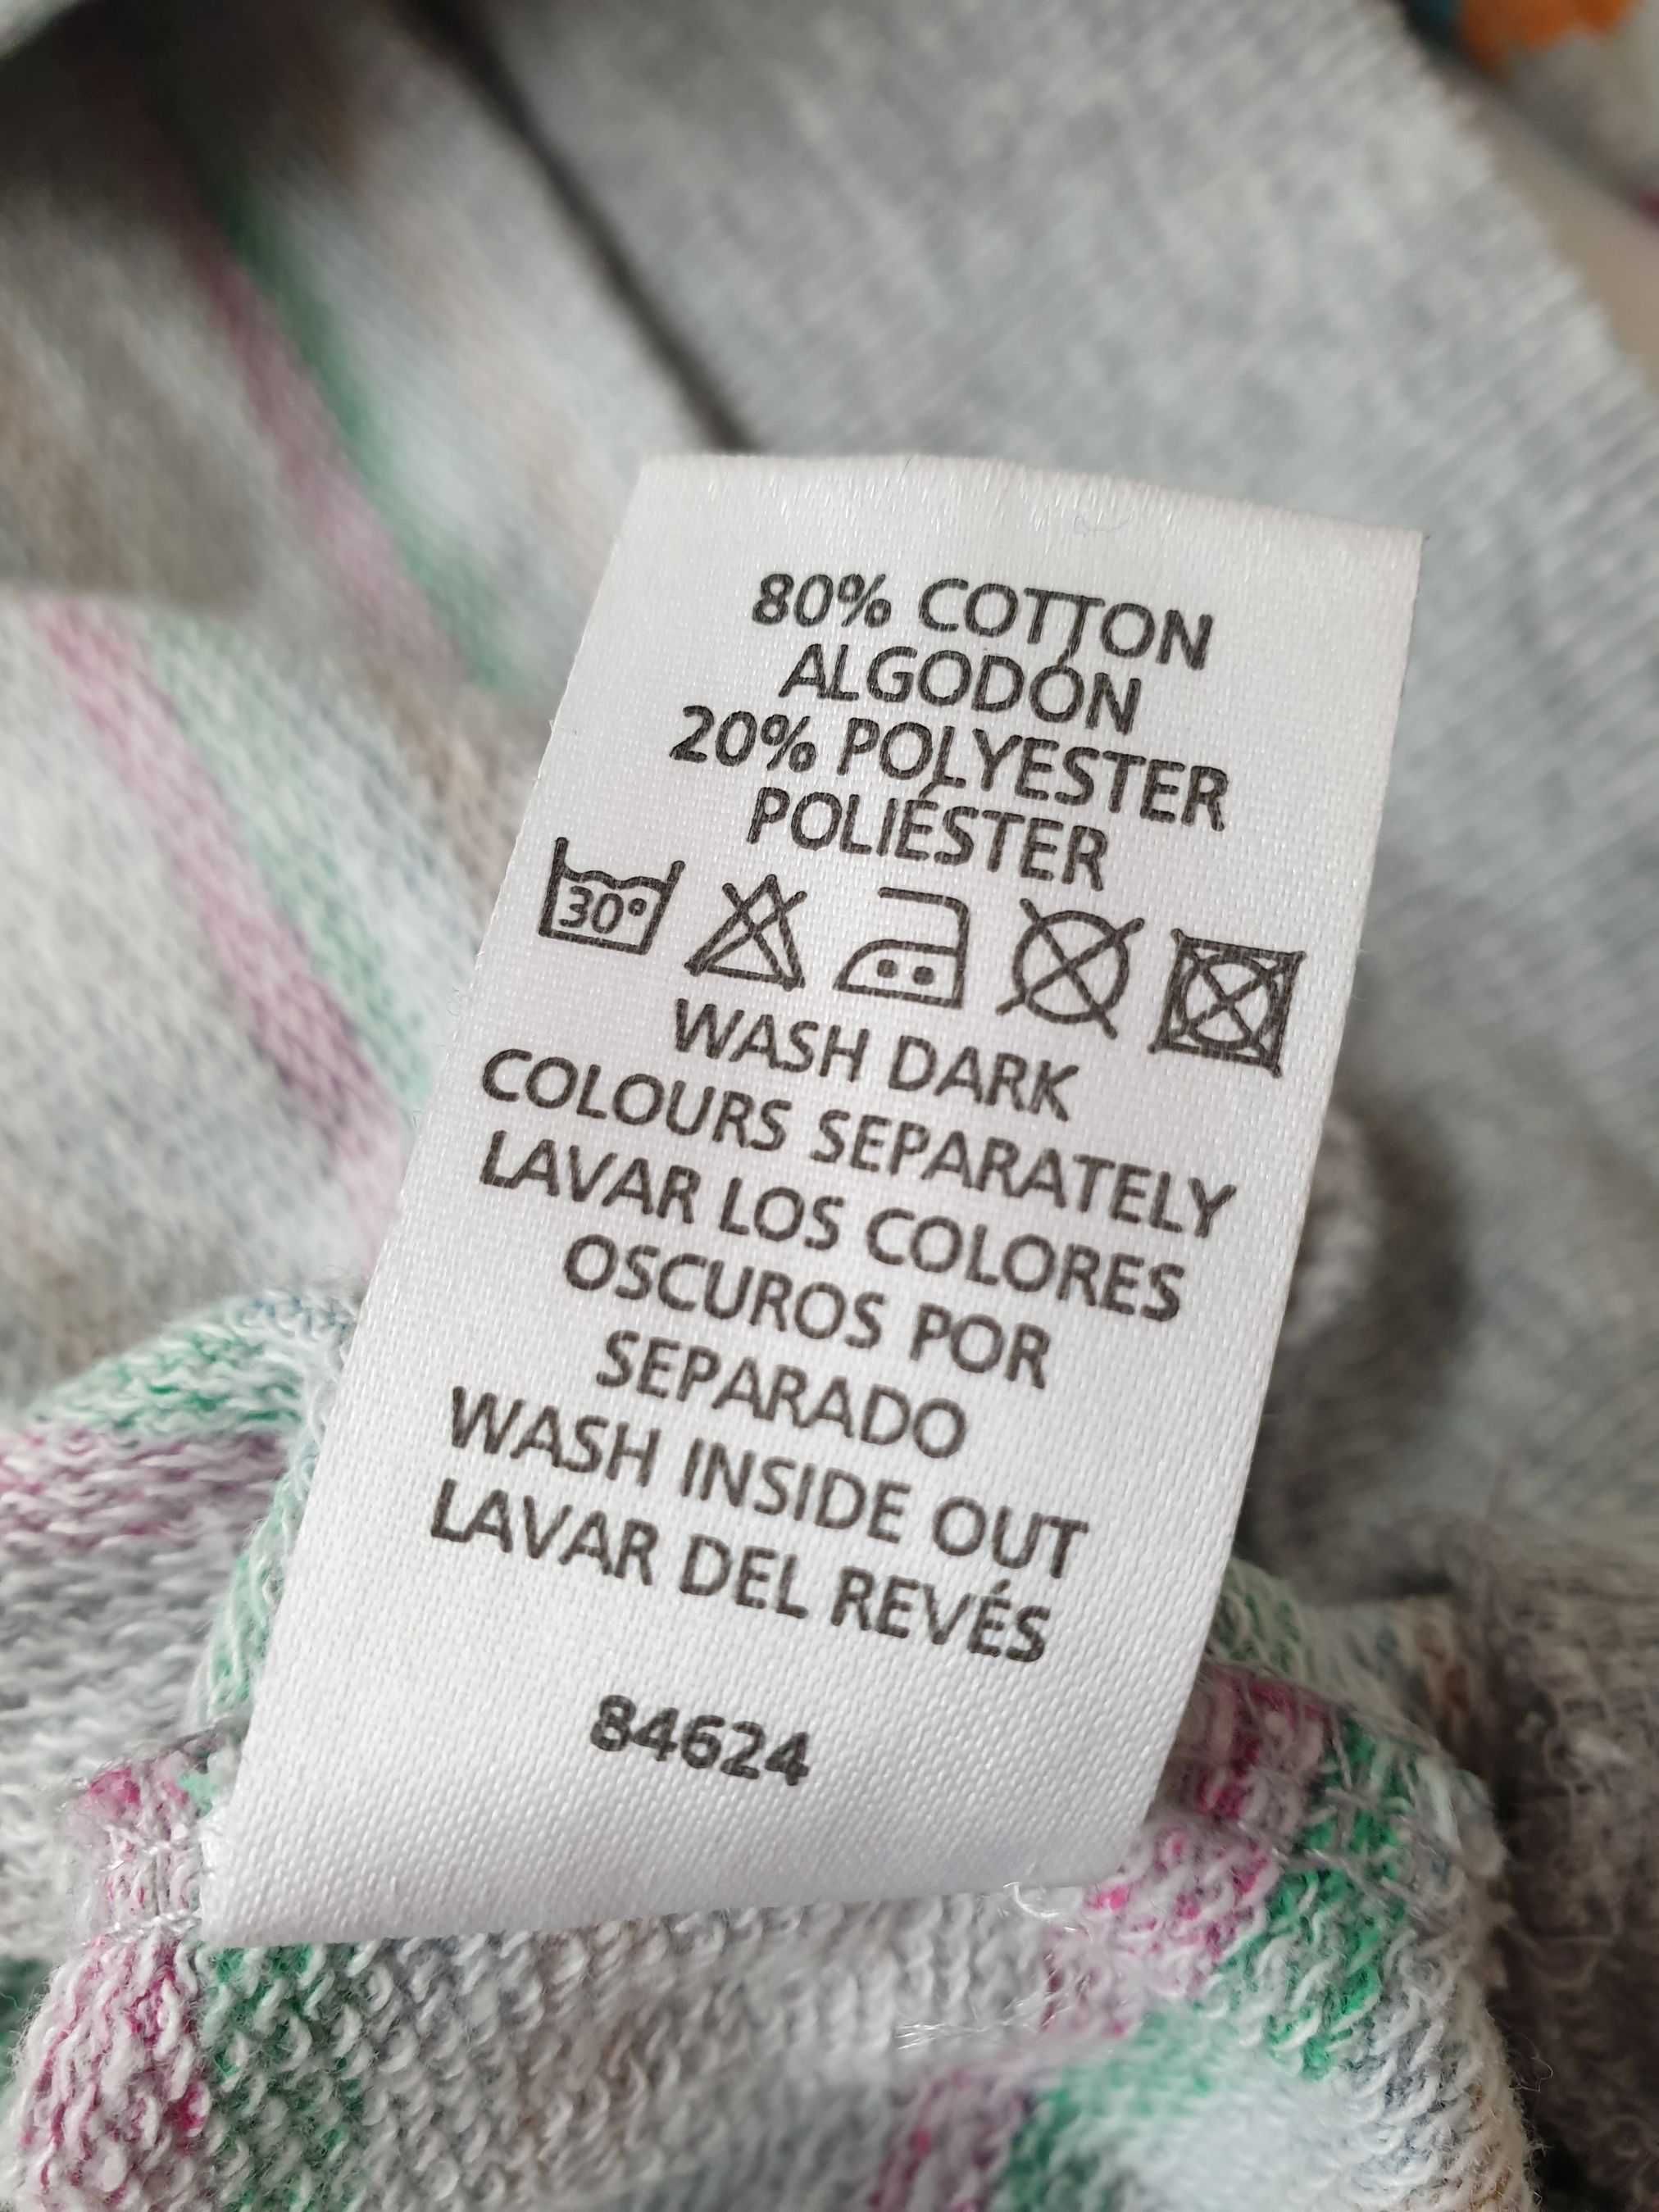 80% COTTON
ALGODÓN
20% POLYESTER
POLIÉSTER
30°
WASH DARK
COLOURS SEPARATELY
LAVAR LOS COLORES
OSCUROS POR
SEPARADO
WASH INSIDE OUT
LAVAR DEL REVÉS
84624